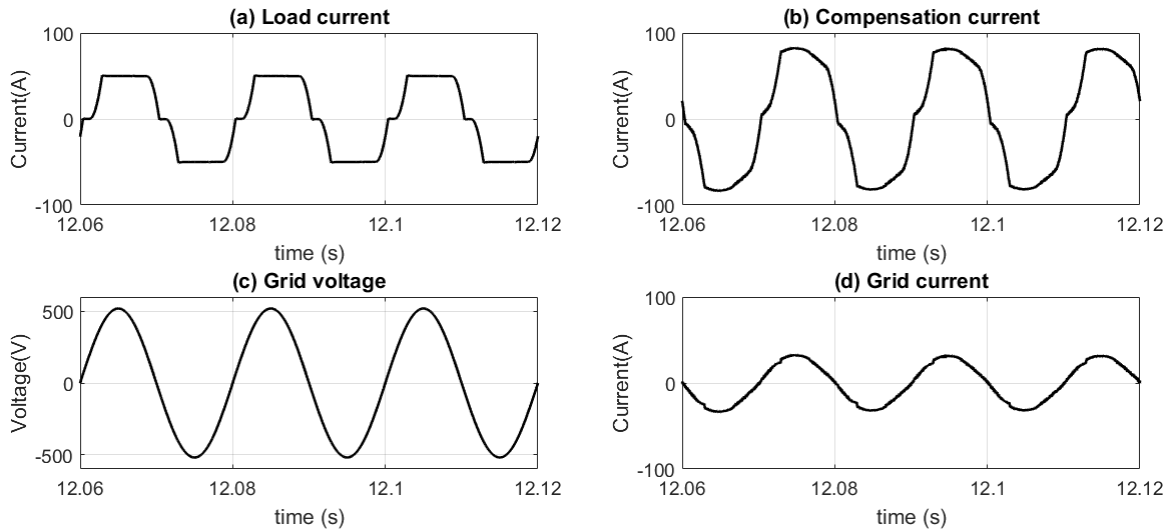 (a) Load current
100
0
-100
Current(A)
12.06 12.08 12.1 12.12
time (s)
(b) Compensation current
100
0
-100
Current(A)
12.06 12.08 12.1 12.12
time (s)
(c) Grid voltage
500
0
-500
Voltage(V)
12.06 12.08 12.1 12.12
time (s)
(d) Grid current
100
0
-100
Current(A)
12.06 12.08 12.1 12.12
time (s)